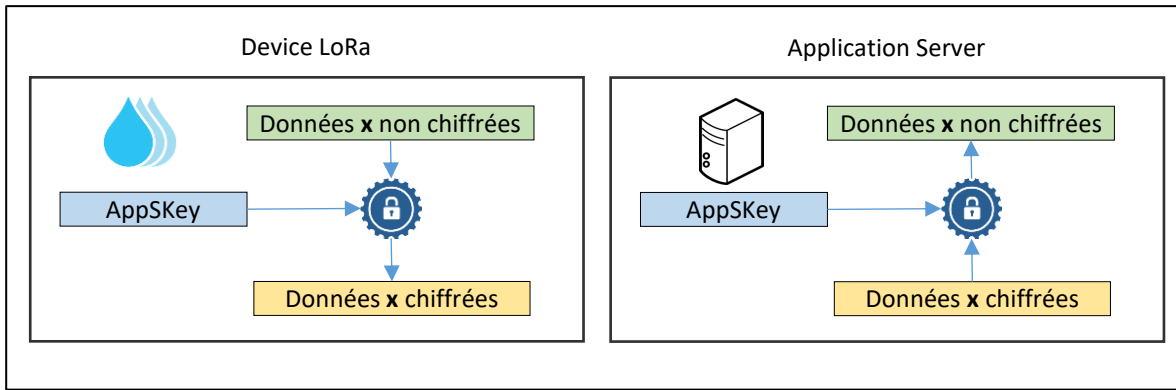 Device LoRa
Données x non chiffrées
AppSKey
Données x chiffrées
Application Server
Données x non chiffrées
AppSKey
Données x chiffrées